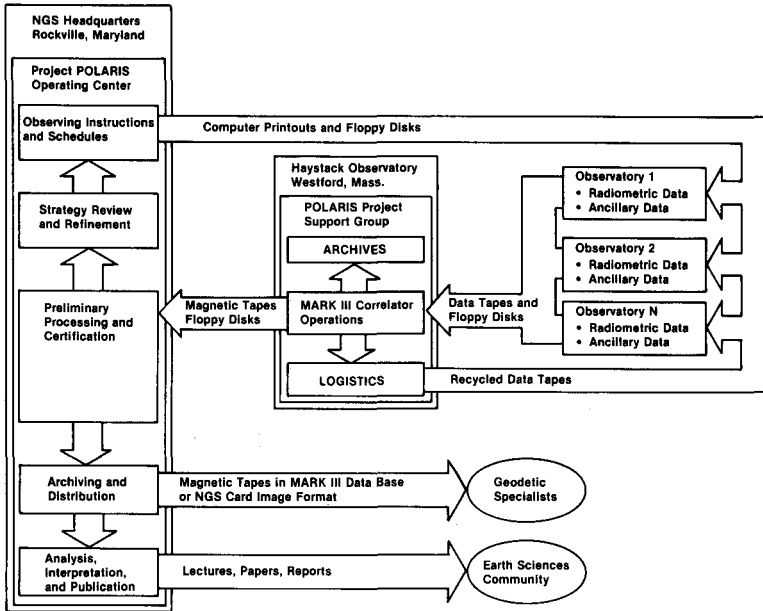 NGS Headquarters
Rockville, Maryland
Project POLARIS
Operating Center
Observing Instructions
and Schedules
Computer Printouts and Floppy Disks
Strategy Review
and Refinement
Haystack Observatory
Westford, Mass.
POLARIS Project
Support Group
ARCHIVES
Observatory 1
• Radiometric Data
• Ancillary Data
Observatory 2
• Radiometric Data
• Ancillary Data
Observatory N
• Radiometric Data
• Ancillary Data
Preliminary
Processing and
Certification
Magnetic Tapes
Floppy Disks
MARK III Correlator
Operations
Data Tapes and
Floppy Disks
LOGISTICS
Recycled Data Tapes
Archiving and
Distribution
Magnetic Tapes in MARK III Data Base
or NGS Card Image Format
Geodetic
Specialists
Analysis,
Interpretation,
and Publication
Lectures, Papers, Reports
Earth Sciences
Community